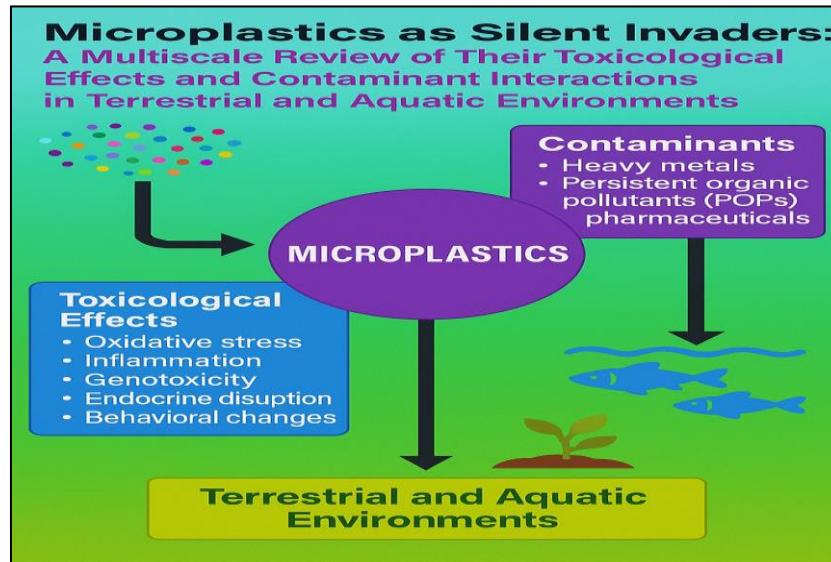 Microplastics as Silent Invaders:
A Multiscale Review of Their Toxicological
Effects and Contaminant Interactions
in Terrestrial and Aquatic Environments
Contaminants
• Heavy metals
• Persistent organic
pollutants (POPs)
pharmaceuticals
MICROPLASTICS
Toxicological
Effects
• Oxidative stress
• Inflammation
• Genotoxicity
• Endocrine disuption
• Behavioral changes
Terrestrial and Aquatic
Environments